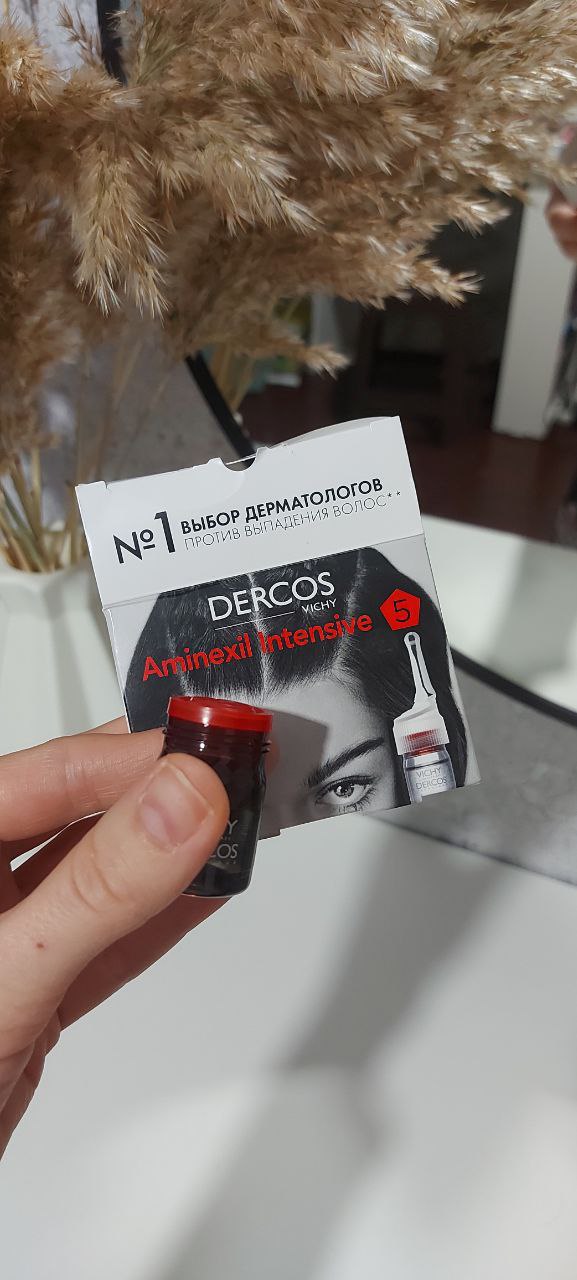 №1 ВЫБОР ДЕРМАТОЛОГОВ
ПРОТИВ ВЫПАДЕНИЯ ВОЛОС**
DERCOS
VICHY
Aminexil Intensive 5
VICHY
DERCOS